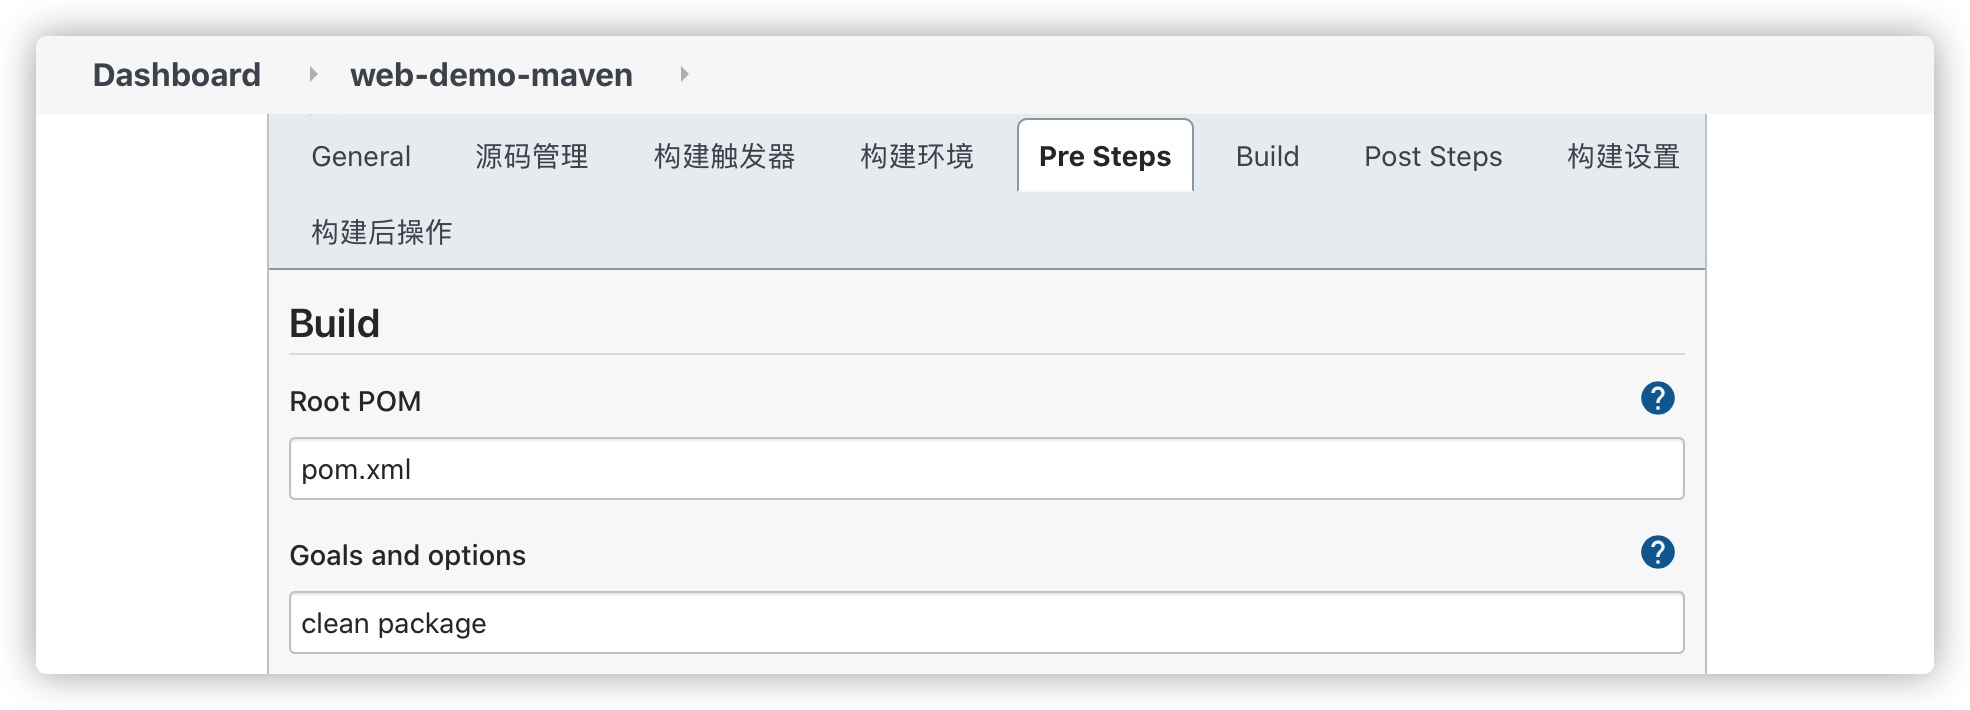 Dashboard web-demo-maven
General 源码管理 构建触发器 构建环境 Pre Steps Build Post Steps 构建设置
构建后操作
Build
Root POM ?
pom.xml
Goals and options ?
clean package